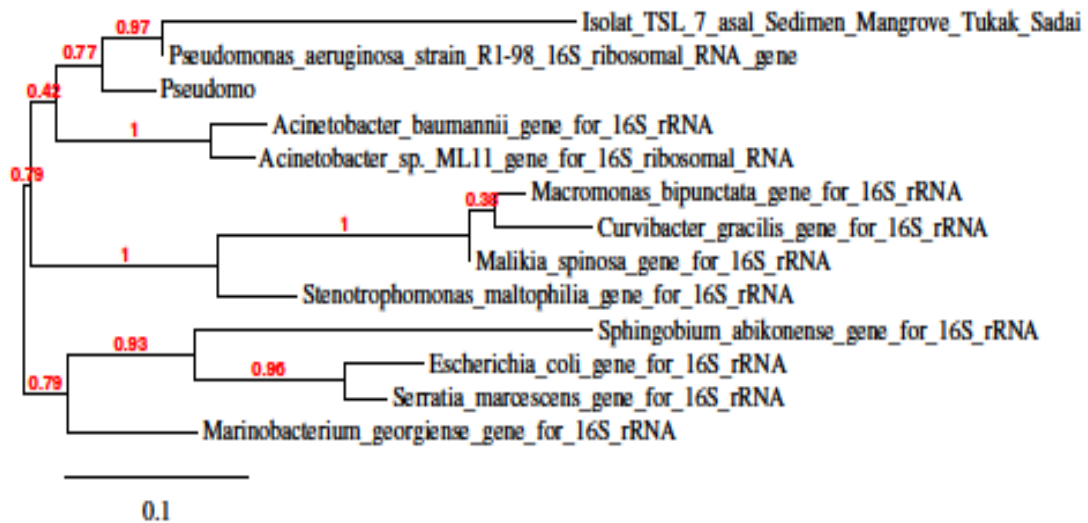 0.97
Isolat_TSL_7_asal_Sedimen_Mangrove_Tukak_Sadai
0.77
Pseudomonas_aeruginosa_strain_R1-98_16S_ribosomal_RNA_gene
0.42
Pseudomo
1
Acinetobacter_baumannii_gene_for_16S_rRNA
Acinetobacter_sp._ML11_gene_for_16S_ribosomal_RNA
0.79
Macromonas_bipunctata_gene_for_16S_rRNA
0.38
1
Curvibacter_gracilis_gene_for_16S_rRNA
1
Malikia_spinosa_gene_for_16S_rRNA
Stenotrophomonas_maltophilia_gene_for_16S_rRNA
Sphingobium_abikonense_gene_for_16S_rRNA
0.93
Escherichia_coli_gene_for_16S_rRNA
0.96
0.79
Serratia_marcescens_gene_for_16S_rRNA
Marinobacterium_georgiense_gene_for_16S_rRNA
0.1